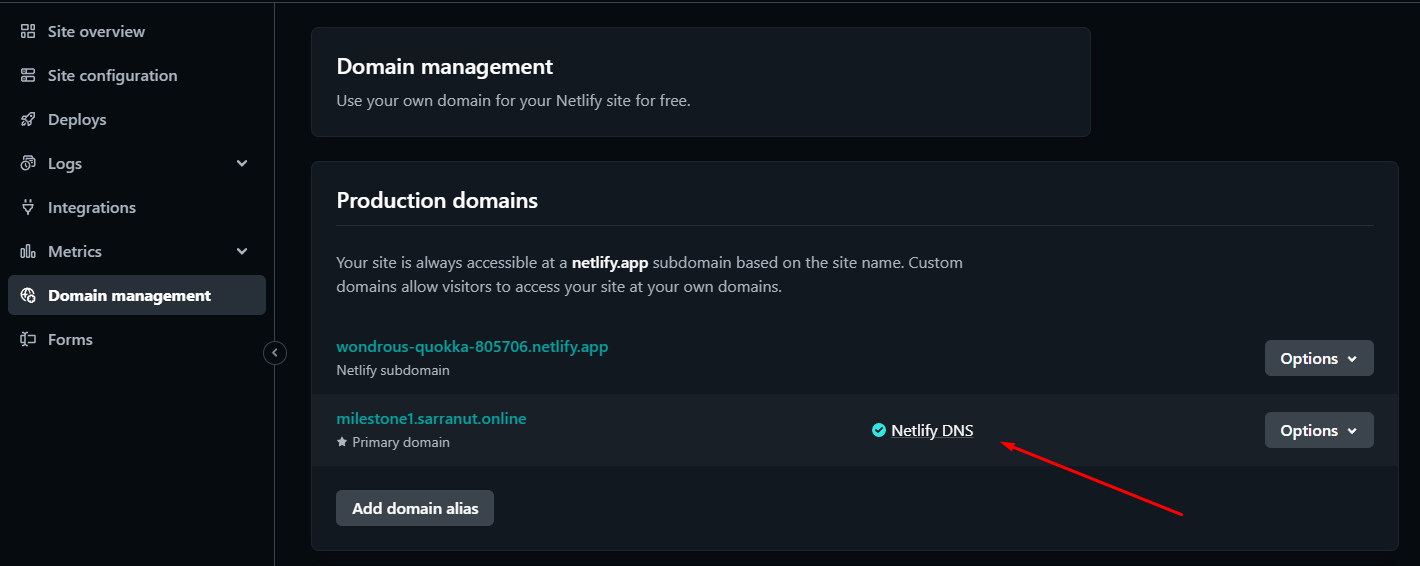 Site overview
Site configuration
Deploys
Logs
Integrations
Metrics
Domain management
Forms
Domain management
Use your own domain for your Netlify site for free.
Production domains
Your site is always accessible at a netlify.app subdomain based on the site name. Custom
domains allow visitors to access your site at your own domains.
wondrous-quokka-805706.netlify.app
Netlify subdomain
Options
milestone1.sarranut.online
Primary domain
Netlify DNS
Options
Add domain alias